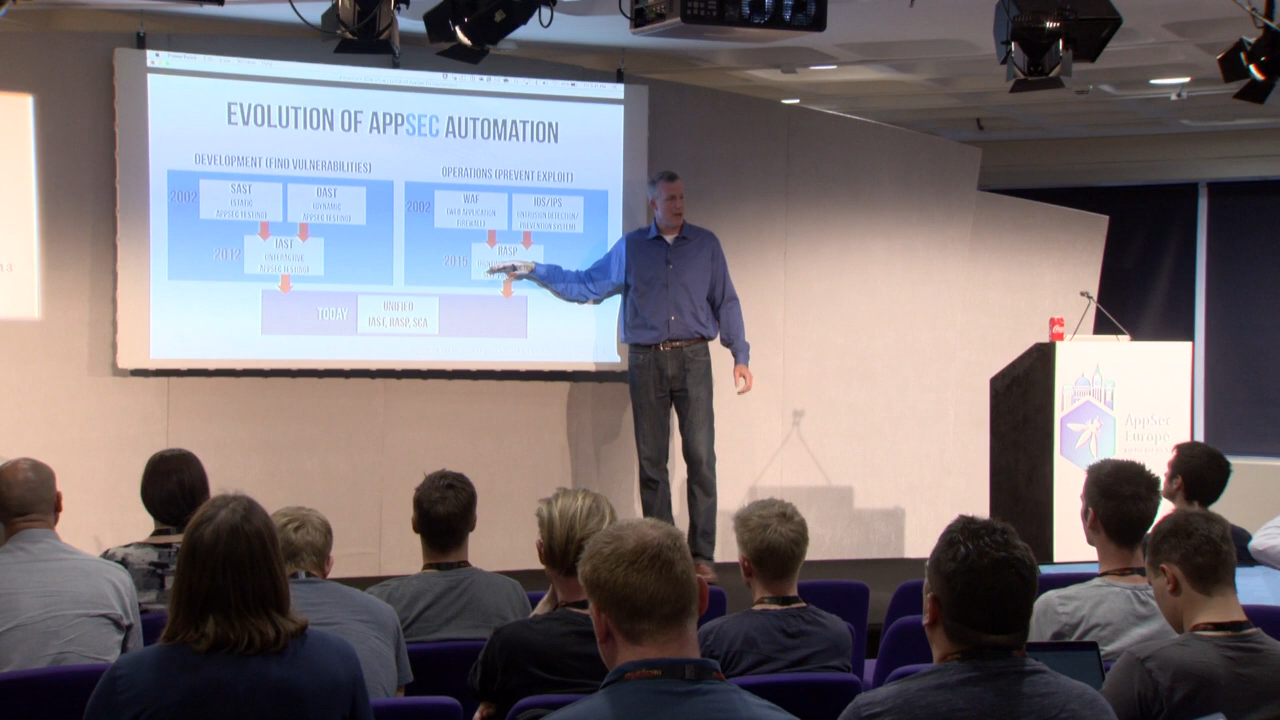 EVOLUTION OF APPSEC AUTOMATION
DEVELOPMENT (FIND VULNERABILITIES)
OPERATIONS (PREVENT EXPLOIT)
2002
SAST
(STATIC
APPSEC TESTING)
DAST
(DYNAMIC
APPSEC TESTING)
2002
WAF
(WEB APPLICATION
FIREWALL)
IDS/IPS
(INTRUSION DETECTION/
PREVENTION SYSTEM)
2012
IAST
(INTERACTIVE
APPSEC TESTING)
2015
RASP
TODAY
UNIFIED
IAST, RASP, SCA
AppSec
Europe